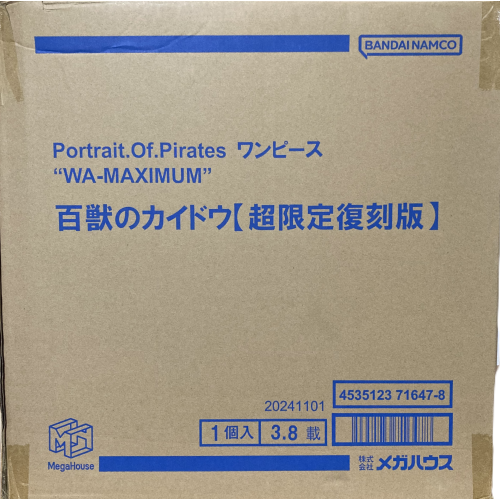 BANDAI NAMCO
Portrait.Of.Pirates ワンピース
“WA-MAXIMUM”
百獣のカイドウ【超限定復刻版】
4535123 71647-8
20241101
1個入 3.8 載
MegaHouse
株式会社 メガハウス